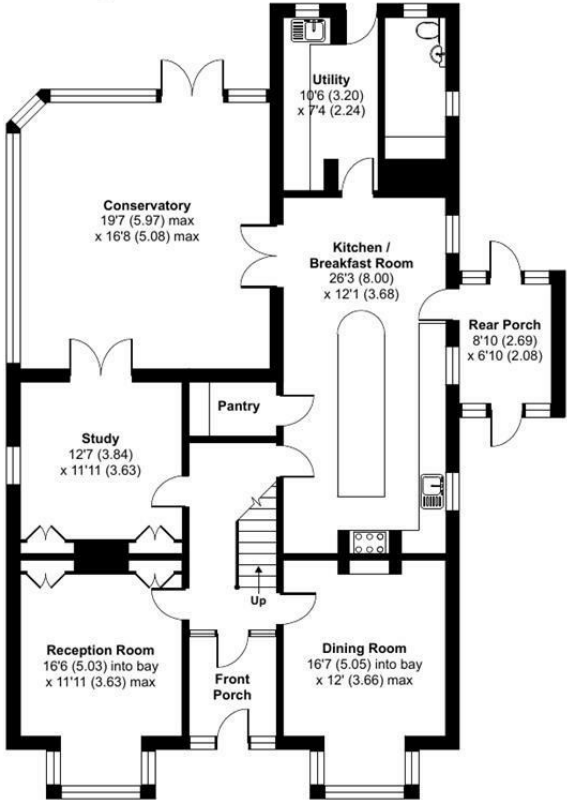 Utility
10'6 (3.20)
x 7'4 (2.24)
Conservatory
19'7 (5.97) max
x 16'8 (5.08) max
Kitchen /
Breakfast Room
26'3 (8.00)
x 12'1 (3.68)
Rear Porch
8'10 (2.69)
x 6'10 (2.08)
Pantry
Study
12'7 (3.84)
x 11'11 (3.63)
Up
Reception Room
16'6 (5.03) into bay
x 11'11 (3.63) max
Front
Porch
Dining Room
16'7 (5.05) into bay
x 12' (3.66) max